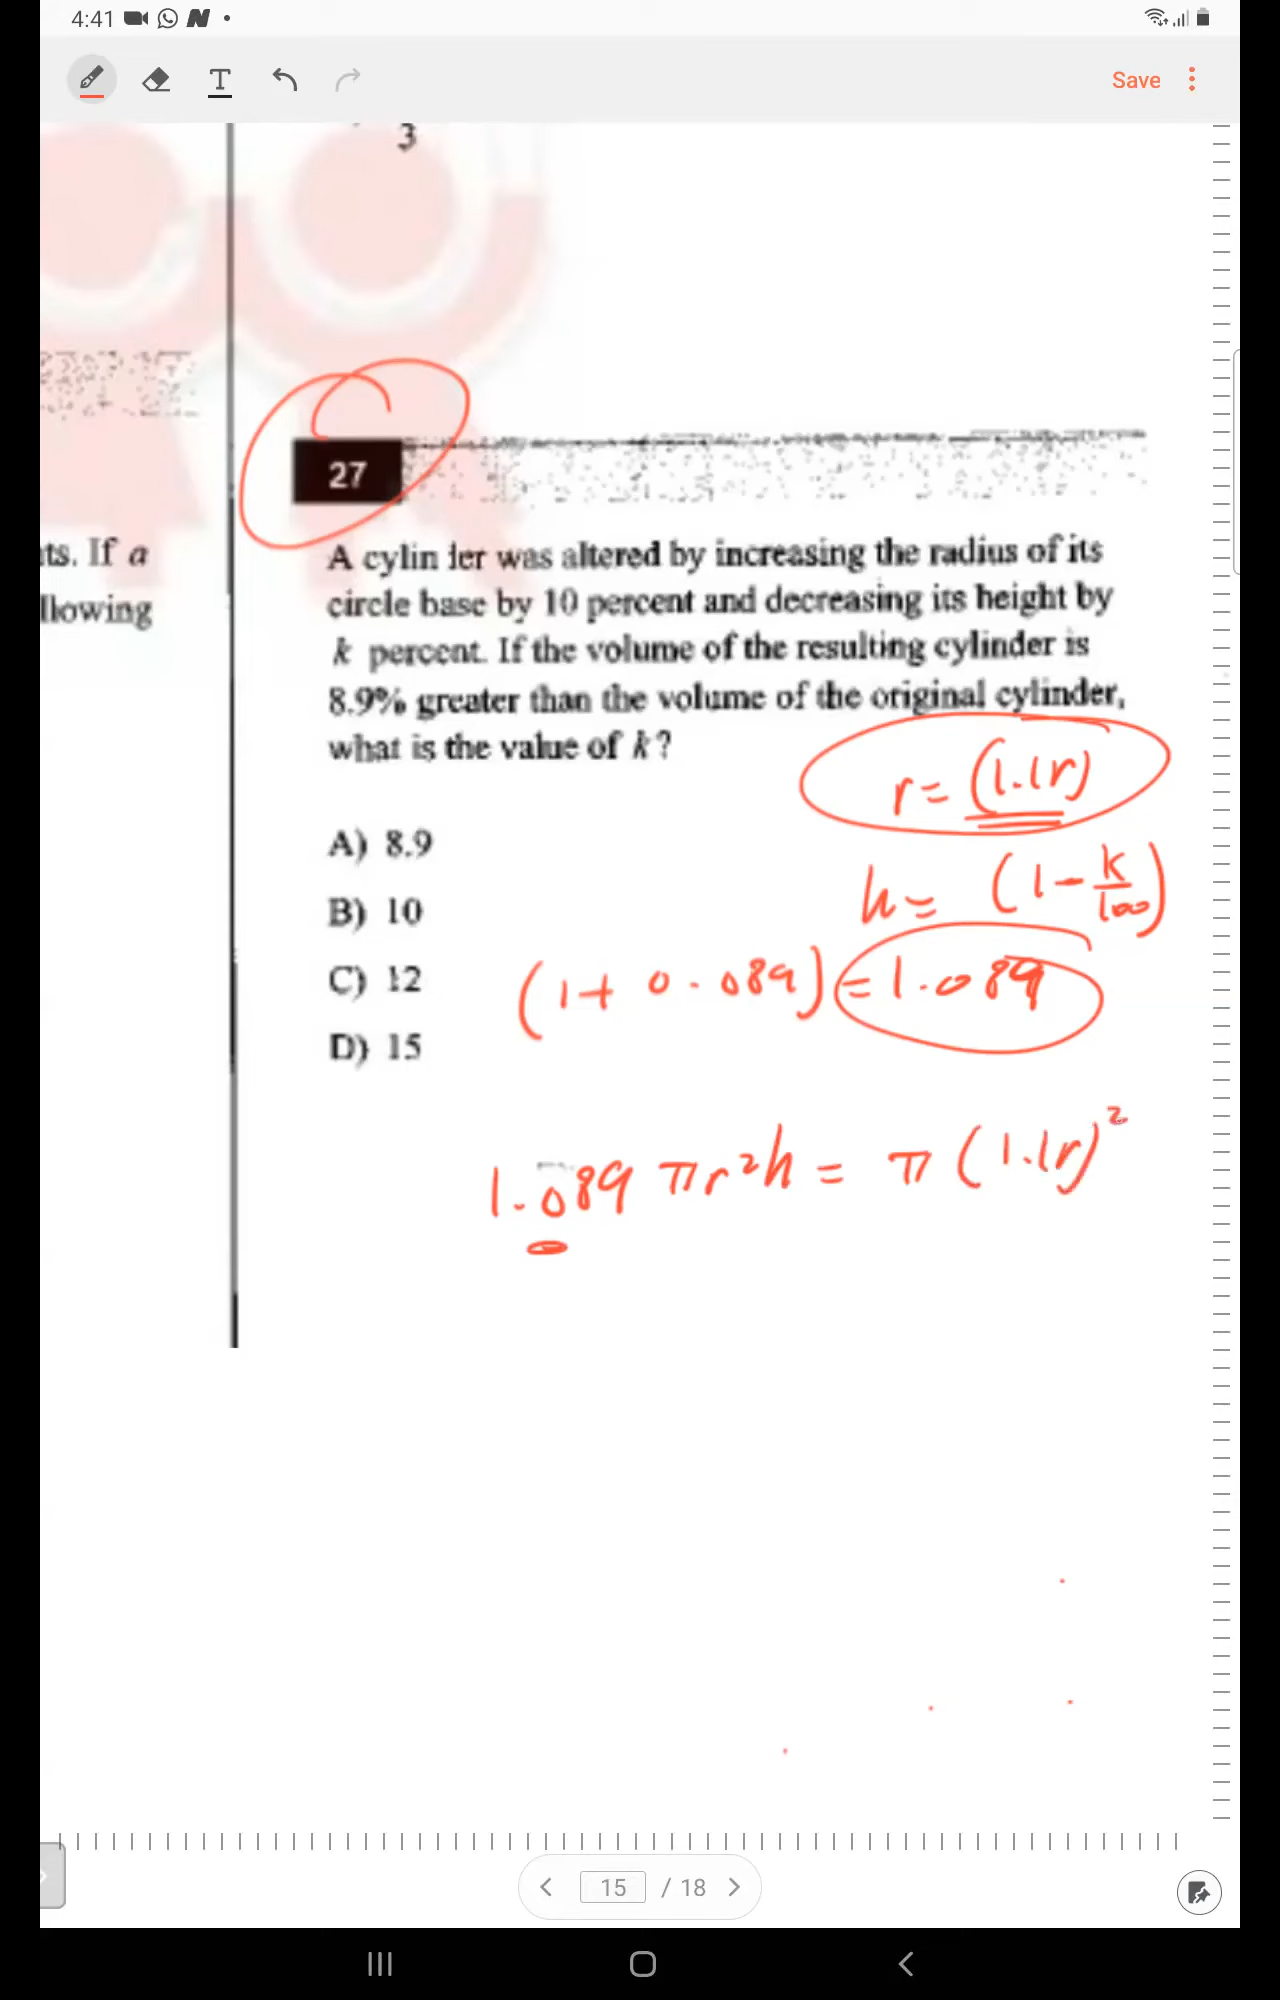 4:41
T
Save
3
27
ts. If a
llowing
A cylin ler was altered by increasing the radius of its
circle base by 10 percent and decreasing its height by
k percent. If the volume of the resulting cylinder is
8.9% greater than the volume of the original cylinder,
what is the value of k?
r = (1.1r)
A) 8.9
h = (1 - k/100)
B) 10
C) 12
(1 + 0.089) = 1.089
D) 15
1.089 πr²h = π (1.1r)²
15 / 18